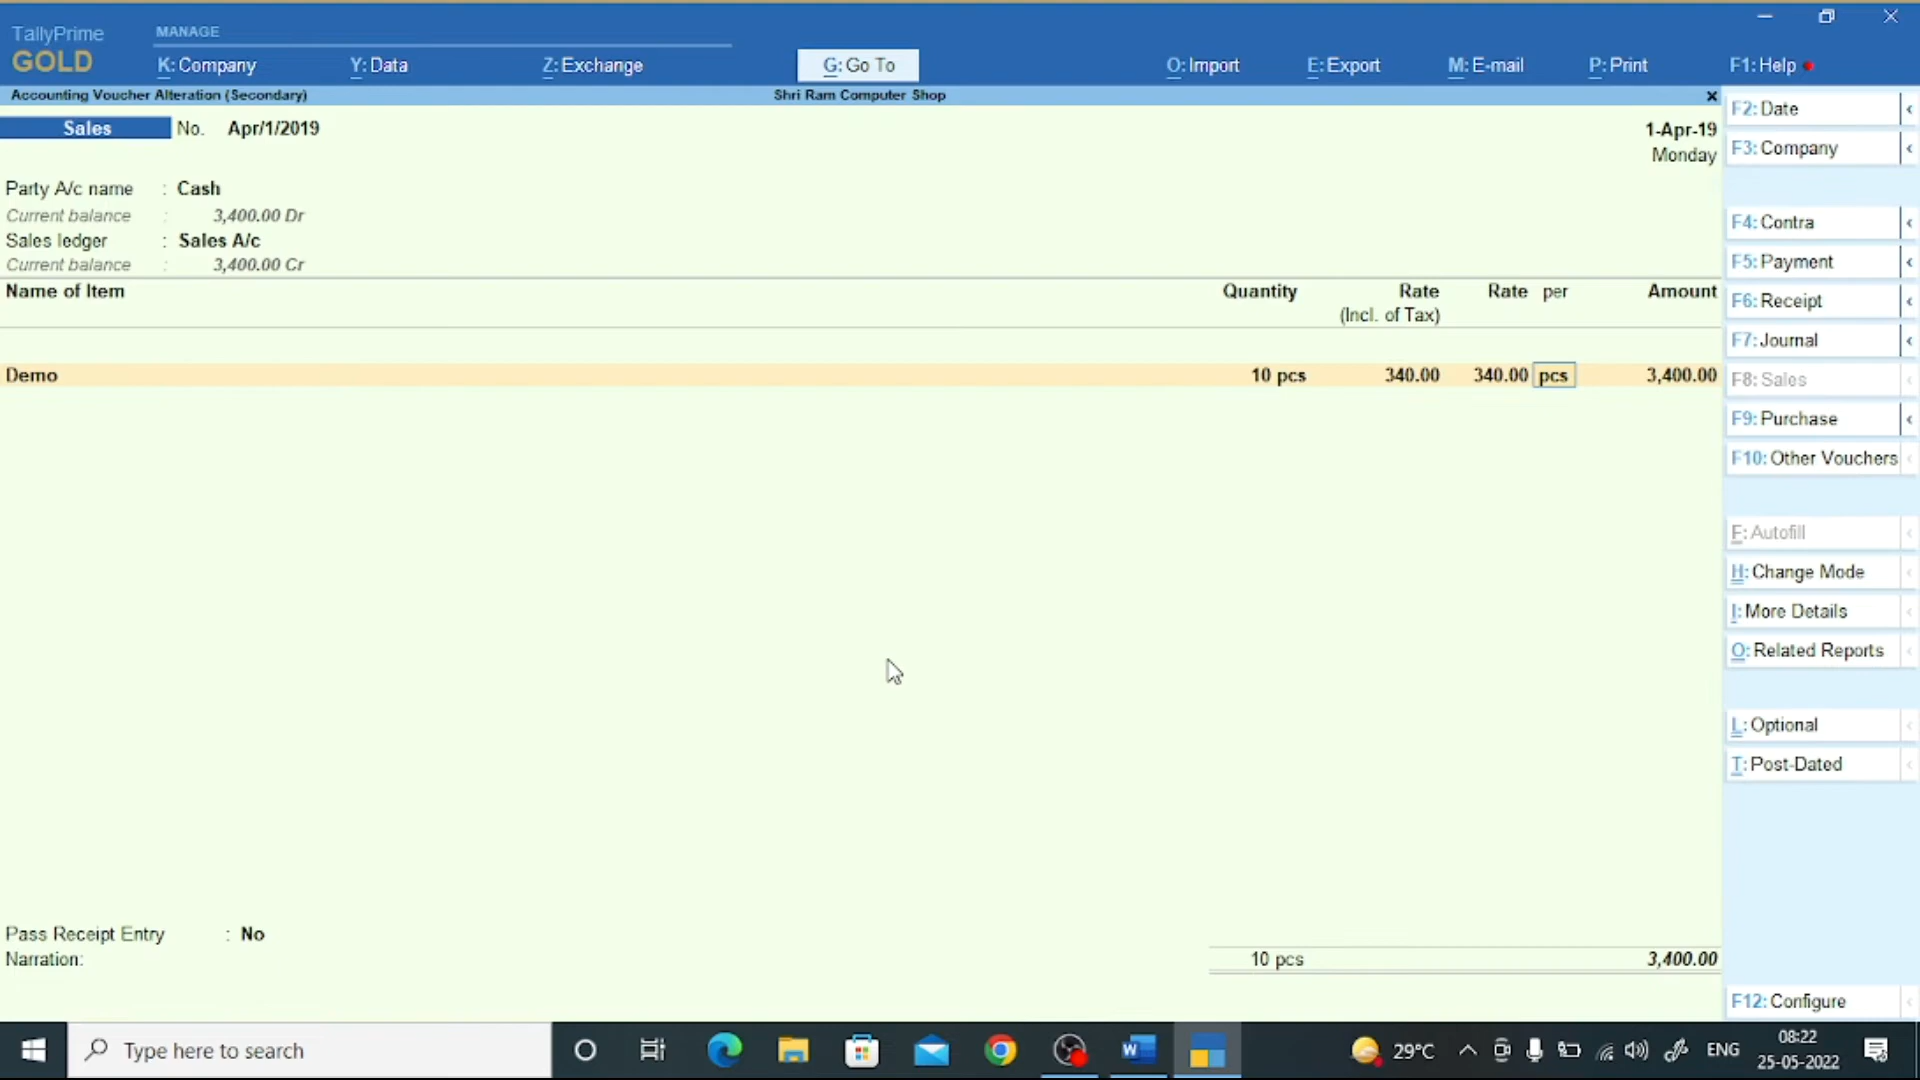 TallyPrime
GOLD
MANAGE
K: Company Y: Data Z: Exchange G: Go To O: Import E: Export M: E-mail P: Print F1: Help
Accounting Voucher Alteration (Secondary) Shri Ram Computer Shop x
Sales No. Apr/1/2019 1-Apr-19
Monday
Party A/c name : Cash
Current balance : 3,400.00 Dr
Sales ledger : Sales A/c
Current balance : 3,400.00 Cr
Name of Item Quantity Rate Rate per Amount
(Incl. of Tax)
Demo 10 pcs 340.00 340.00 pcs 3,400.00
Pass Receipt Entry : No
Narration:
10 pcs 3,400.00
F2: Date
F3: Company
F4: Contra
F5: Payment
F6: Receipt
F7: Journal
F8: Sales
F9: Purchase
F10: Other Vouchers
F: Autofill
H: Change Mode
I: More Details
O: Related Reports
L: Optional
T: Post-Dated
F12: Configure
Type here to search
W
29°C
ENG
08:22
25-05-2022